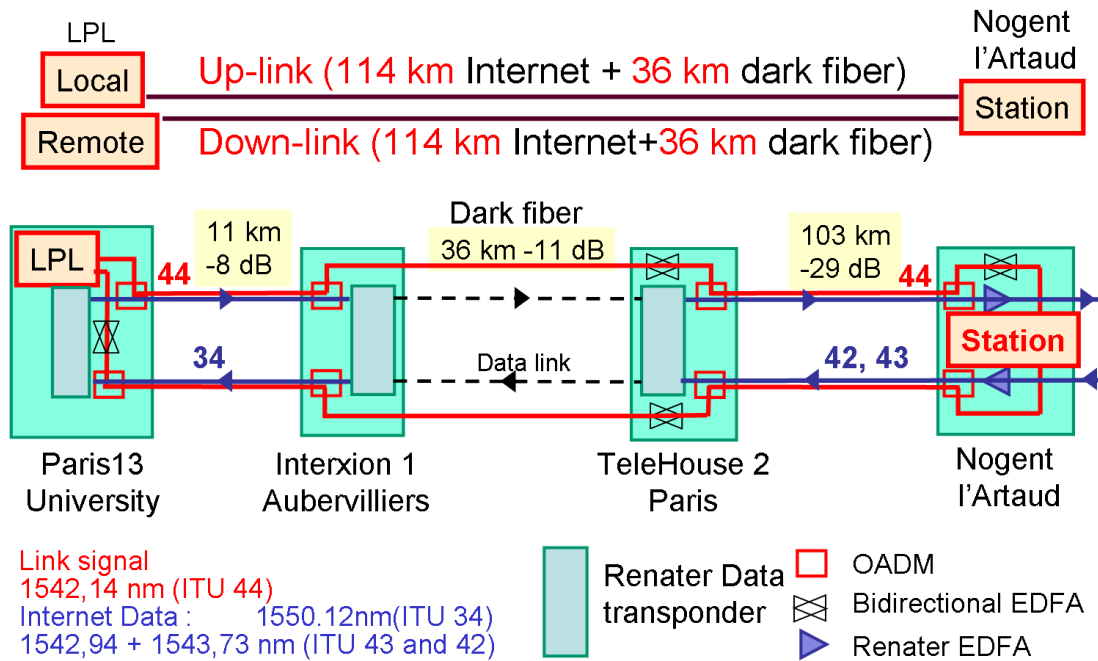 LPL
Nogent
l'Artaud
Local
Up-link (114 km Internet + 36 km dark fiber)
Station
Remote
Down-link (114 km Internet+36 km dark fiber)
Dark fiber
11 km
-8 dB
36 km -11 dB
103 km
-29 dB
LPL
44
44
Station
34
Data link
42, 43
Paris13
University
Interxion 1
Aubervilliers
TeleHouse 2
Paris
Nogent
l'Artaud
Link signal
1542,14 nm (ITU 44)
Internet Data : 1550.12nm(ITU 34)
1542,94 + 1543,73 nm (ITU 43 and 42)
Renater Data
transponder
OADM
Bidirectional EDFA
Renater EDFA